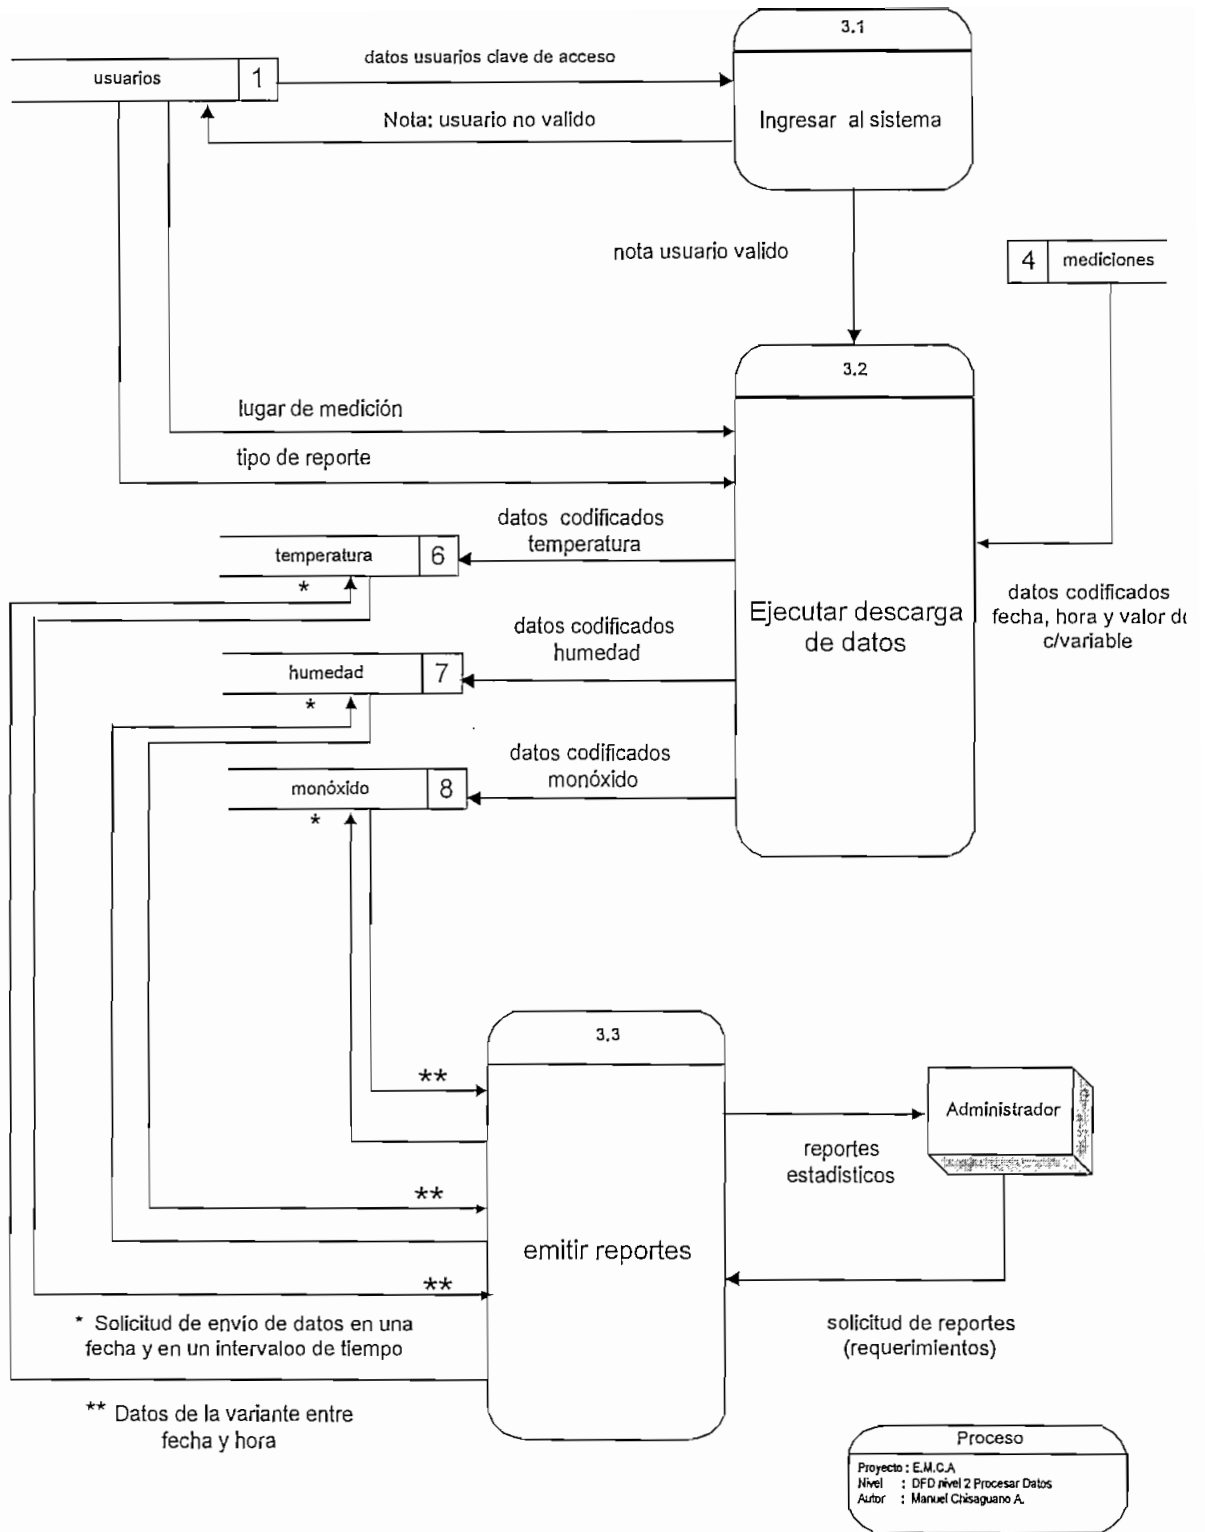 3.1
datos usuarios clave de acceso
usuarios 1
Nota: usuario no valido
Ingresar al sistema
nota usuario valido
4 mediciones
3.2
lugar de medición
tipo de reporte
datos codificados
temperatura
temperatura 6
*
datos codificados
fecha, hora y valor de
c/variable
Ejecutar descarga
de datos
datos codificados
humedad
humedad 7
*
datos codificados
monóxido
monóxido 8
*
3.3
**
Administrador
reportes
estadisticos
**
emitir reportes
**
* Solicitud de envío de datos en una
fecha y en un intervaloo de tiempo
solicitud de reportes
(requerimientos)
** Datos de la variante entre
fecha y hora
Proceso
Proyecto : E.M.C.A
Nivel : DFD nivel 2 Procesar Datos
Autor : Manuel Chisaguano A.